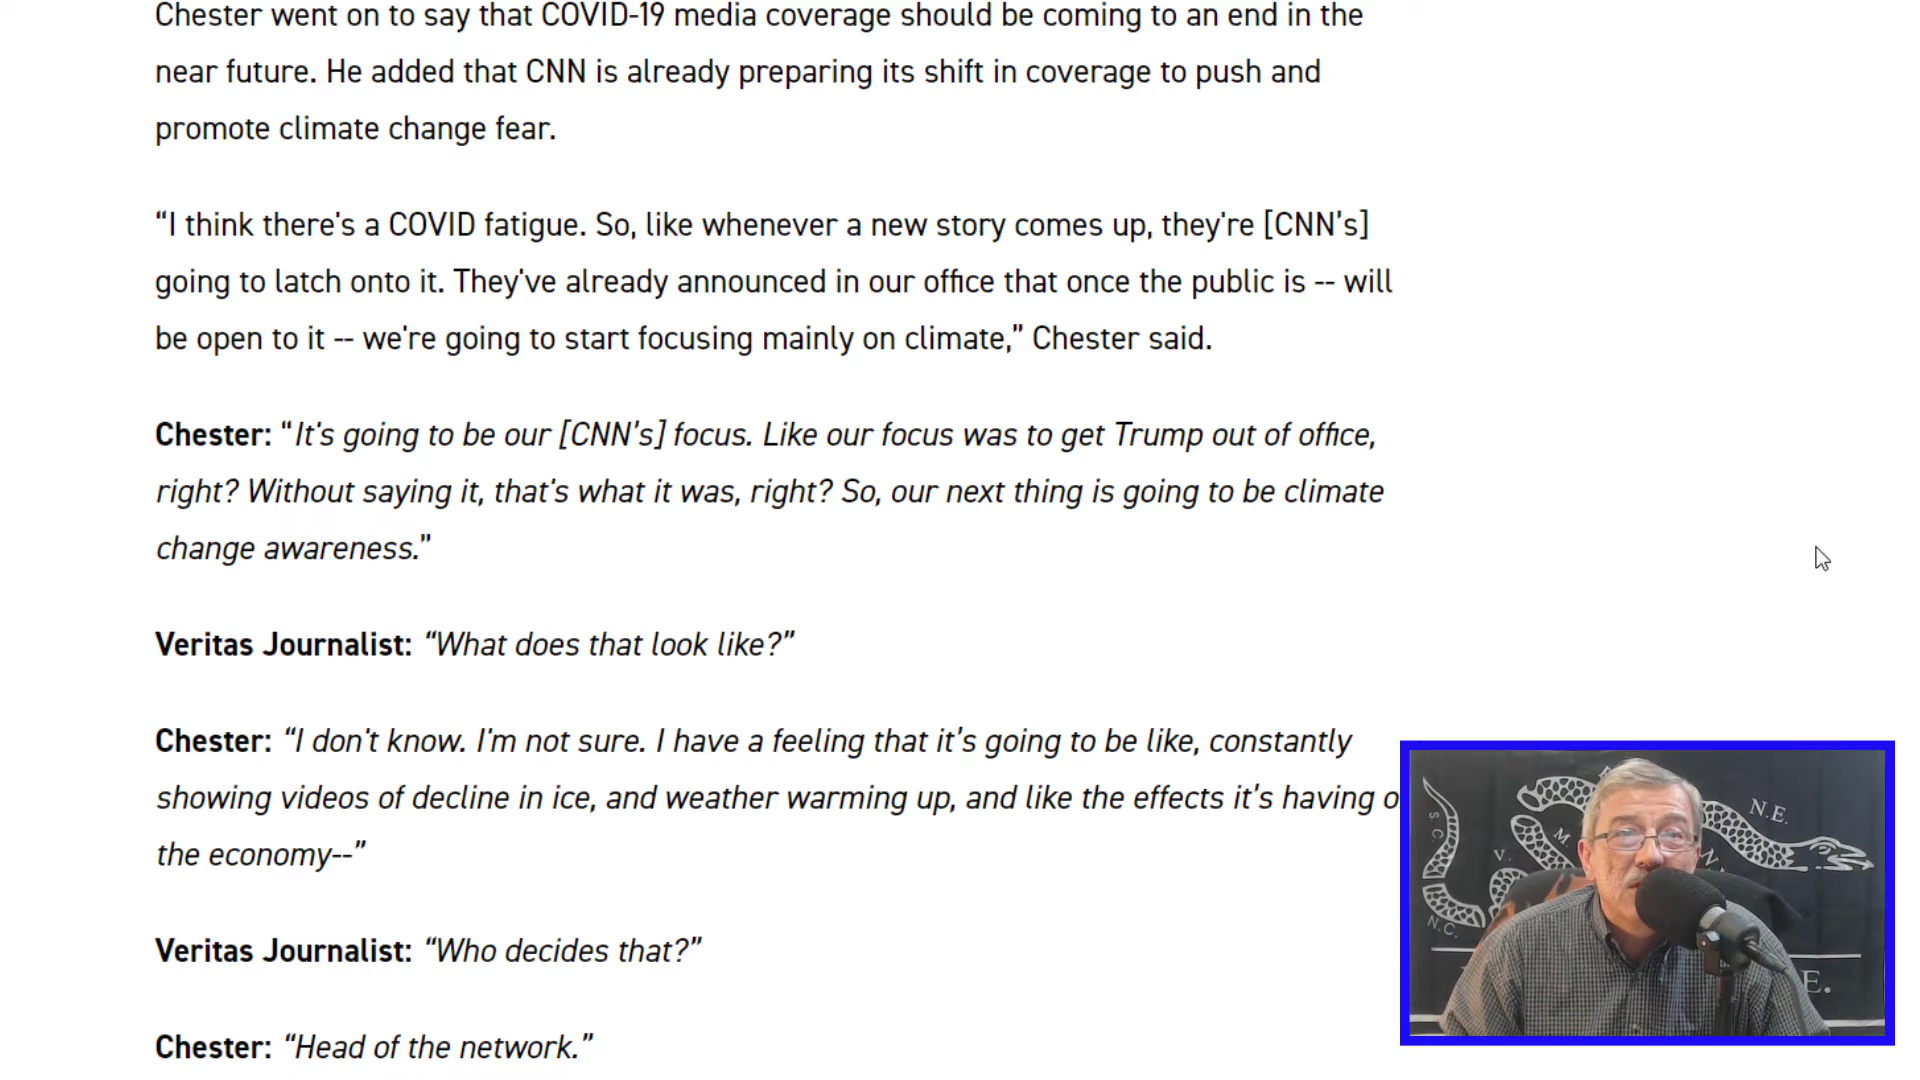 Chester went on to say that COVID-19 media coverage should be coming to an end in the
near future. He added that CNN is already preparing its shift in coverage to push and
promote climate change fear.
“I think there's a COVID fatigue. So, like whenever a new story comes up, they're [CNN’s]
going to latch onto it. They've already announced in our office that once the public is -- will
be open to it -- we're going to start focusing mainly on climate,” Chester said.
Chester: “It's going to be our [CNN’s] focus. Like our focus was to get Trump out of office,
right? Without saying it, that's what it was, right? So, our next thing is going to be climate
change awareness.”
Veritas Journalist: “What does that look like?”
Chester: “I don't know. I'm not sure. I have a feeling that it’s going to be like, constantly
showing videos of decline in ice, and weather warming up, and like the effects it’s having o
the economy--”
Veritas Journalist: “Who decides that?”
Chester: “Head of the network.”
N.E.
S.C.
M.
V.
N.C.
E.